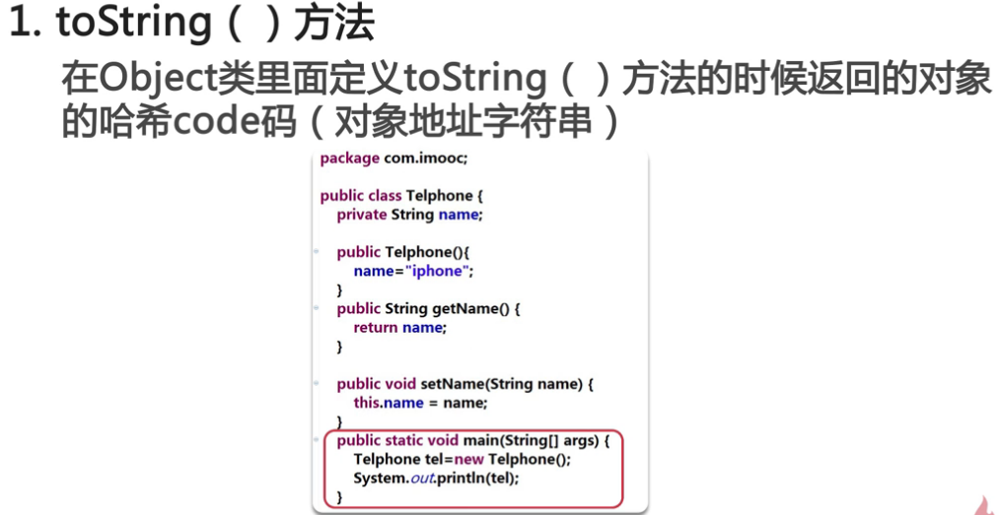 1. toString（ ）方法
在Object类里面定义toString（ ）方法的时候返回的对象
的哈希code码（对象地址字符串）
package com.imooc;
public class Telphone {
private String name;
public Telphone(){
name="iphone";
}
public String getName() {
return name;
}
public void setName(String name) {
this.name = name;
}
public static void main(String[] args) {
Telphone tel=new Telphone();
System.out.println(tel);
}